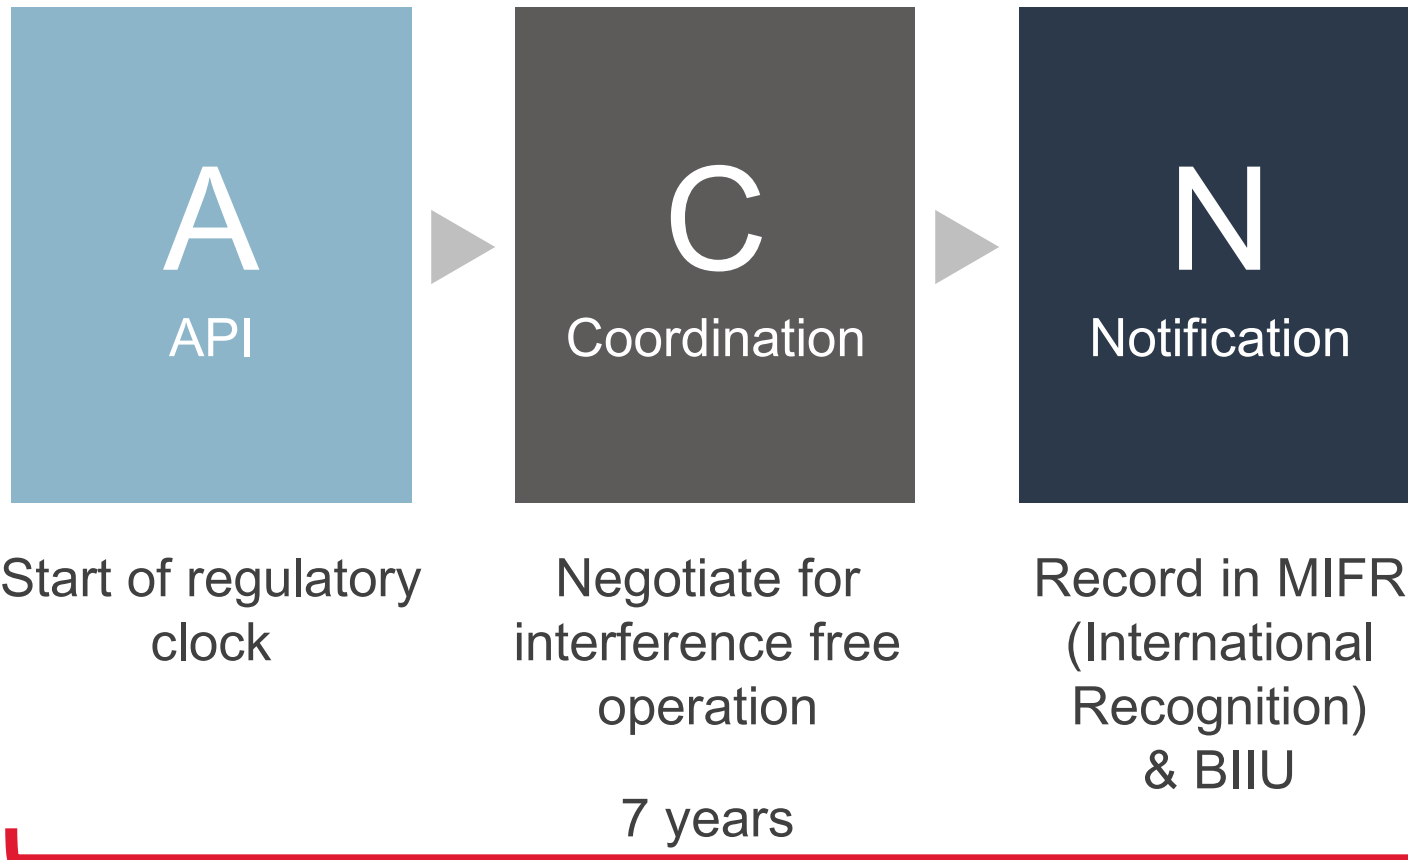 A
API
C
Coordination
N
Notification
Start of regulatory
clock
Negotiate for
interference free
operation
Record in MIFR
(International
Recognition)
& BIIU
7 years